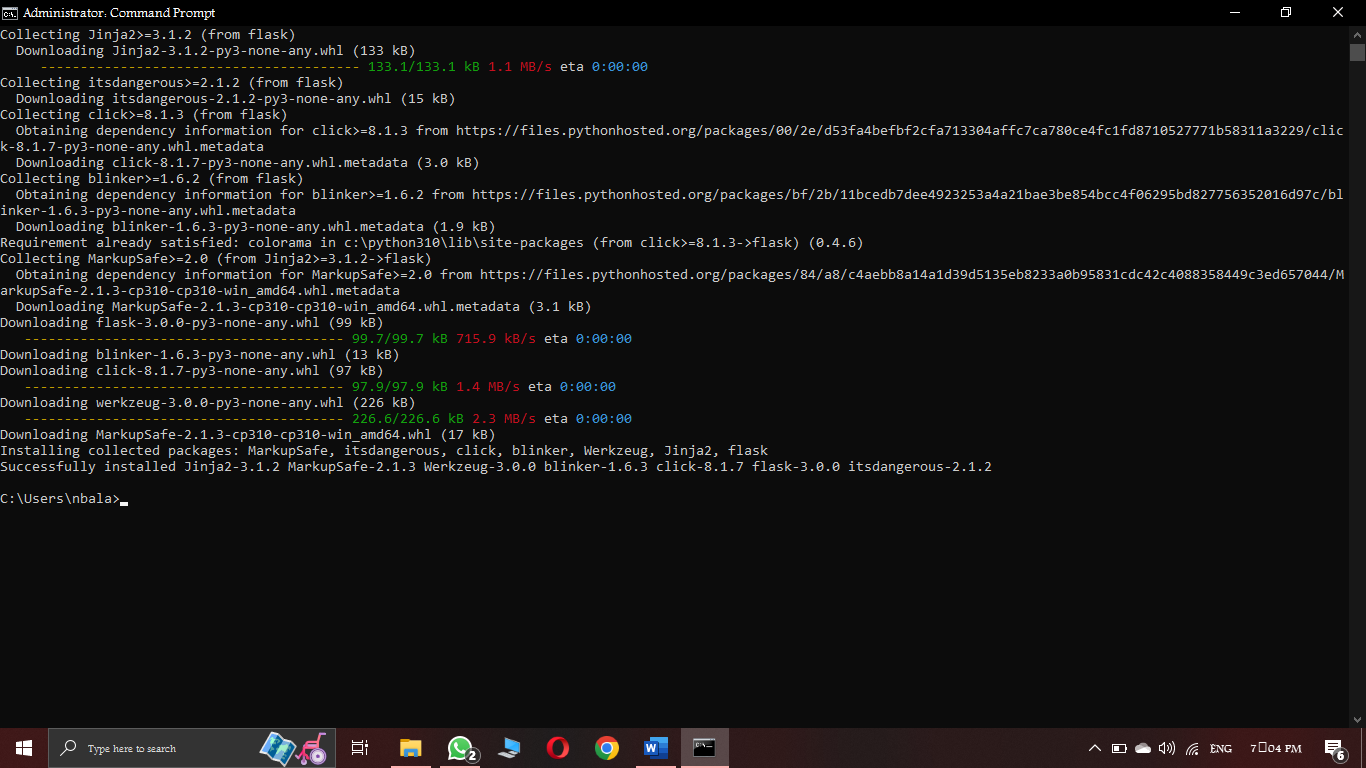 Administrator: Command Prompt
Collecting Jinja2>=3.1.2 (from flask)
  Downloading Jinja2-3.1.2-py3-none-any.whl (133 kB)
     ---------------------------------------- 133.1/133.1 kB 1.1 MB/s eta 0:00:00
Collecting itsdangerous>=2.1.2 (from flask)
  Downloading itsdangerous-2.1.2-py3-none-any.whl (15 kB)
Collecting click>=8.1.3 (from flask)
  Obtaining dependency information for click>=8.1.3 from https://files.pythonhosted.org/packages/00/2e/d53fa4befbf2cfa713304affc7ca780ce4fc1fd8710527771b58311a3229/clic
k-8.1.7-py3-none-any.whl.metadata
  Downloading click-8.1.7-py3-none-any.whl.metadata (3.0 kB)
Collecting blinker>=1.6.2 (from flask)
  Obtaining dependency information for blinker>=1.6.2 from https://files.pythonhosted.org/packages/bf/2b/11bcedb7dee4923253a4a21bae3be854bcc4f06295bd827756352016d97c/bl
inker-1.6.3-py3-none-any.whl.metadata
  Downloading blinker-1.6.3-py3-none-any.whl.metadata (1.9 kB)
Requirement already satisfied: colorama in c:\python310\lib\site-packages (from click>=8.1.3->flask) (0.4.6)
Collecting MarkupSafe>=2.0 (from Jinja2>=3.1.2->flask)
  Obtaining dependency information for MarkupSafe>=2.0 from https://files.pythonhosted.org/packages/84/a8/c4aebb8a14a1d39d5135eb8233a0b95831cdc42c4088358449c3ed657044/M
arkupSafe-2.1.3-cp310-cp310-win_amd64.whl.metadata
  Downloading MarkupSafe-2.1.3-cp310-cp310-win_amd64.whl.metadata (3.1 kB)
Downloading flask-3.0.0-py3-none-any.whl (99 kB)
   ---------------------------------------- 99.7/99.7 kB 715.9 kB/s eta 0:00:00
Downloading blinker-1.6.3-py3-none-any.whl (13 kB)
Downloading click-8.1.7-py3-none-any.whl (97 kB)
   ---------------------------------------- 97.9/97.9 kB 1.4 MB/s eta 0:00:00
Downloading werkzeug-3.0.0-py3-none-any.whl (226 kB)
   ---------------------------------------- 226.6/226.6 kB 2.3 MB/s eta 0:00:00
Downloading MarkupSafe-2.1.3-cp310-cp310-win_amd64.whl (17 kB)
Installing collected packages: MarkupSafe, itsdangerous, click, blinker, Werkzeug, Jinja2, flask
Successfully installed Jinja2-3.1.2 MarkupSafe-2.1.3 Werkzeug-3.0.0 blinker-1.6.3 click-8.1.7 flask-3.0.0 itsdangerous-2.1.2

C:\Users\nbala>
Type here to search
2
W
ENG
7□04 PM
6